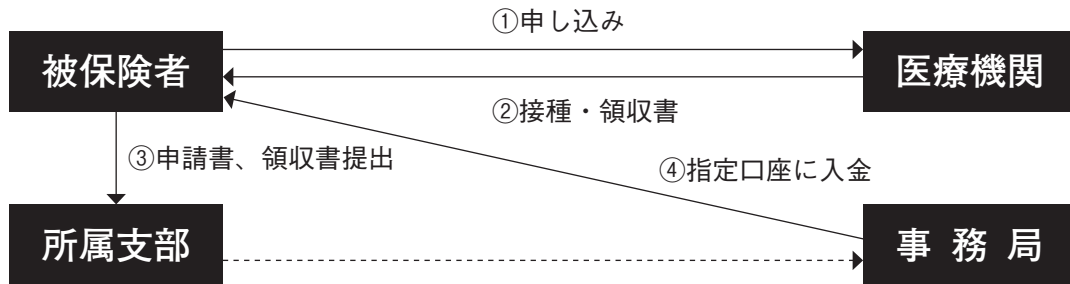 ①申し込み
被保険者
医療機関
②接種・領収書
③申請書、領収書提出
④指定口座に入金
所属支部
事務局